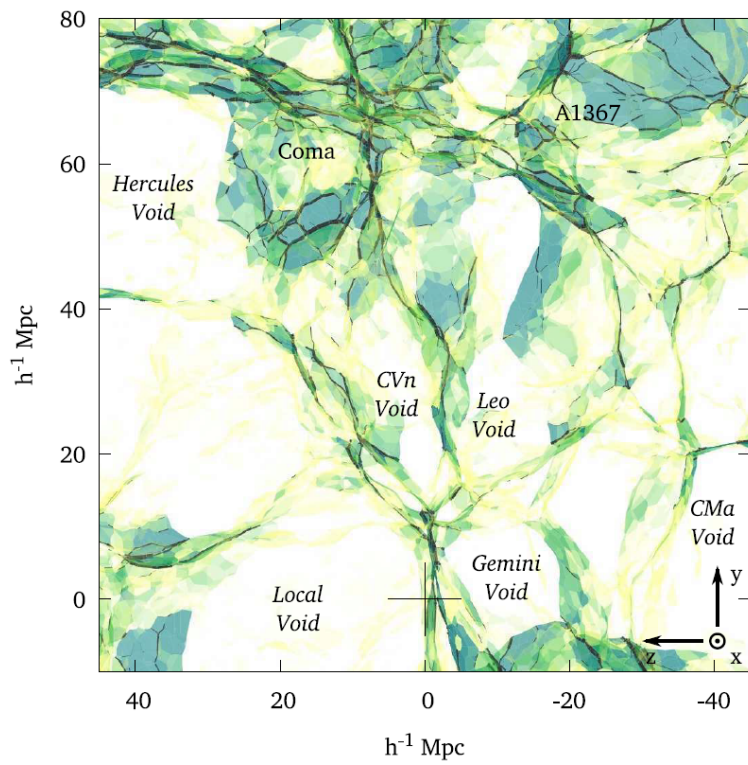 80
A1367
Coma
60
Hercules
Void
h⁻¹ Mpc
40
CVn
Void
Leo
Void
20
CMa
Void
Gemini
Void
Local
Void
0
y
z
x
40
20
0
-20
-40
h⁻¹ Mpc